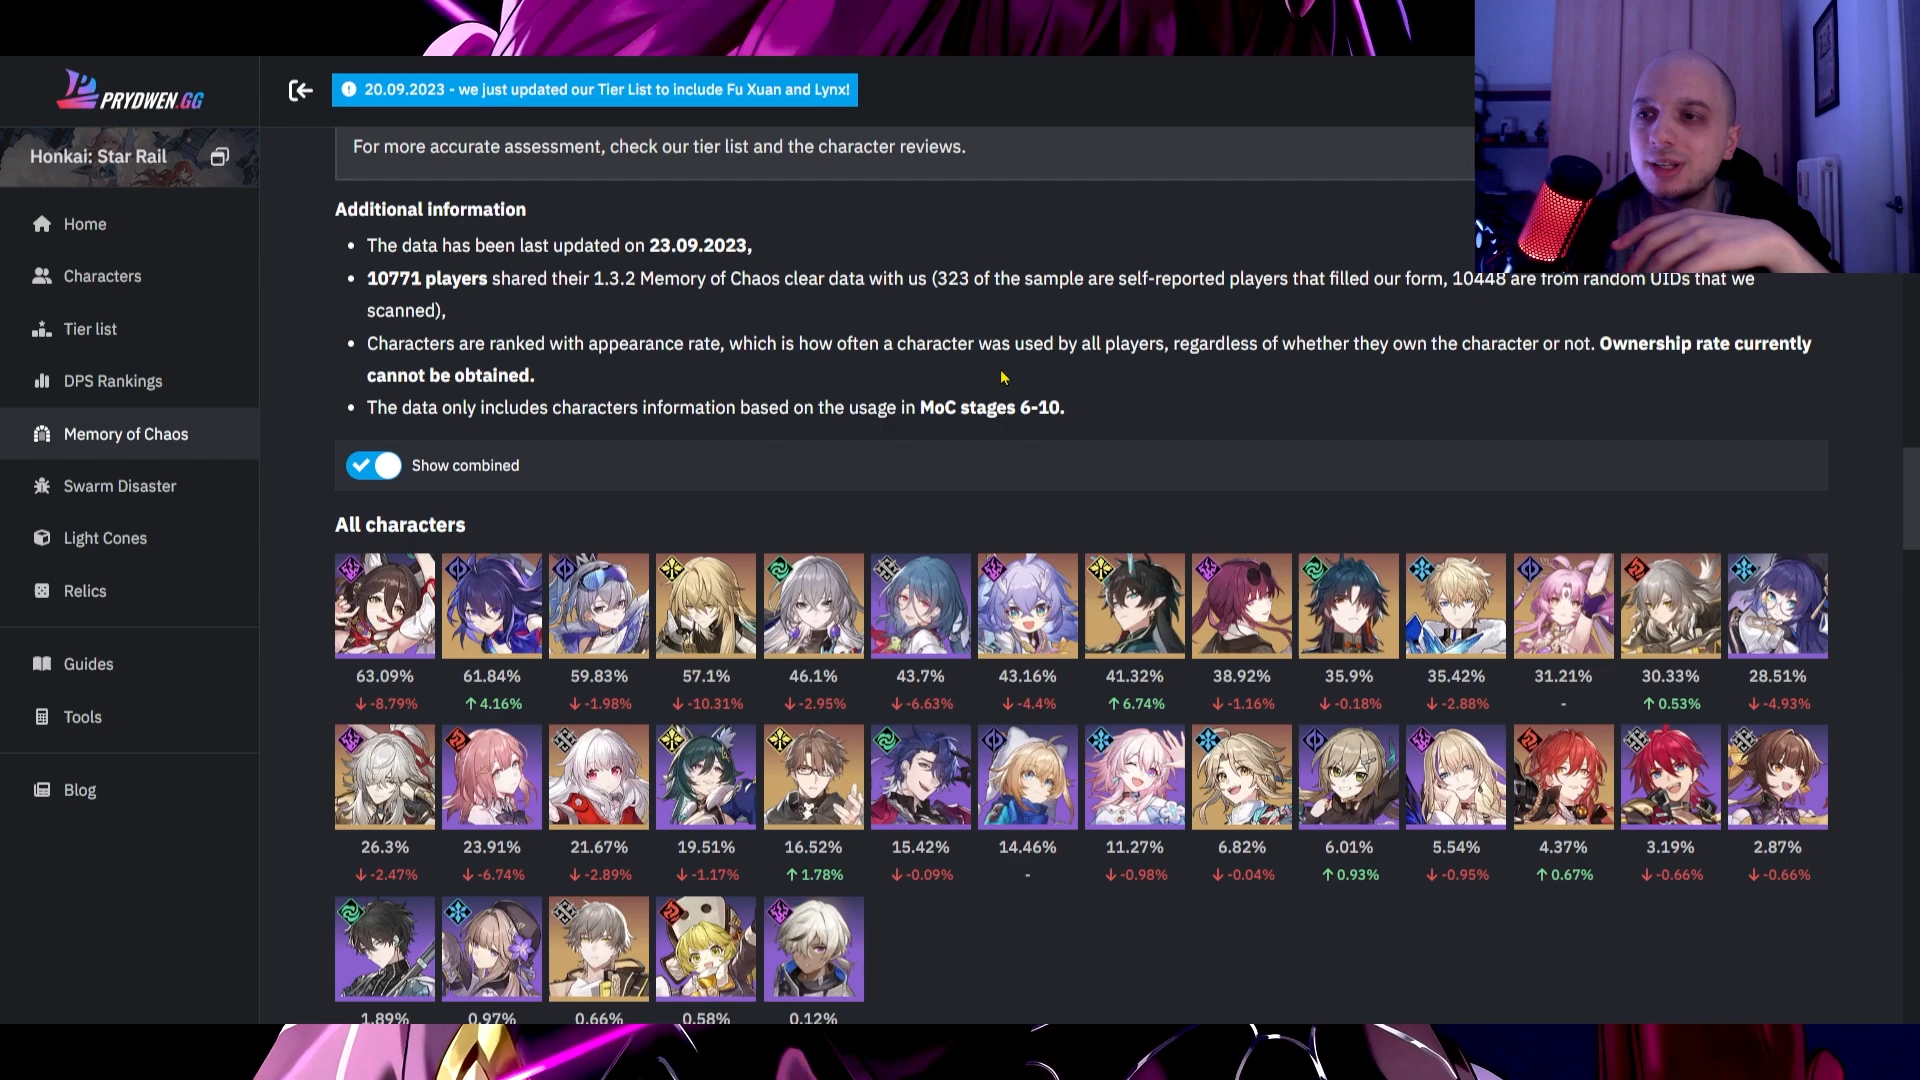 PRYDWEN.GG
20.09.2023 - we just updated our Tier List to include Fu Xuan and Lynx!
Honkai: Star Rail
Home
Characters
Tier list
DPS Rankings
Memory of Chaos
Swarm Disaster
Light Cones
Relics
Guides
Tools
Blog
For more accurate assessment, check our tier list and the character reviews.
Additional information
• The data has been last updated on 23.09.2023,
• 10771 players shared their 1.3.2 Memory of Chaos clear data with us (323 of the sample are self-reported players that filled our form, 10448 are from random UIDs that we
scanned),
• Characters are ranked with appearance rate, which is how often a character was used by all players, regardless of whether they own the character or not. Ownership rate currently
cannot be obtained.
• The data only includes characters information based on the usage in MoC stages 6-10.
Show combined
All characters
63.09% 61.84% 59.83% 57.1% 46.1% 43.7% 43.16% 41.32% 38.92% 35.9% 35.42% 31.21% 30.33% 28.51%
↓-8.79% ↑4.16% ↓-1.98% ↓-10.31% ↓-2.95% ↓-6.63% ↓-4.4% ↑6.74% ↓-1.16% ↓-0.18% ↓-2.88% - ↑0.53% ↓-4.93%
26.3% 23.91% 21.67% 19.51% 16.52% 15.42% 14.46% 11.27% 6.82% 6.01% 5.54% 4.37% 3.19% 2.87%
↓-2.47% ↓-6.74% ↓-2.89% ↓-1.17% ↑1.78% ↓-0.09% - ↓-0.98% ↓-0.04% ↑0.93% ↓-0.95% ↑0.67% ↓-0.66% ↓-0.66%
1.89% 0.97% 0.66% 0.58% 0.12%